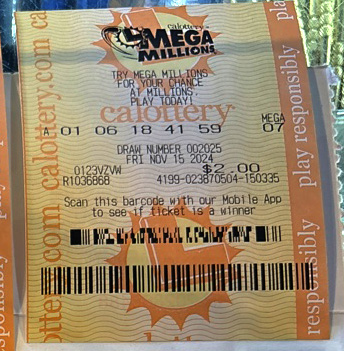 calottery
MEGA
MILLIONS
TRY MEGA MILLIONS
FOR YOUR CHANCE
AT MILLIONS.
PLAY TODAY!
calottery
MEGA
A 01 06 18 41 59 07
DRAW NUMBER 002025
FRI NOV 15 2024
0123VZVW $2.00
R1036868 4199-023870504-150335
Scan this barcode with our Mobile App
to see if ticket is a winner
calottery.com
play responsibly